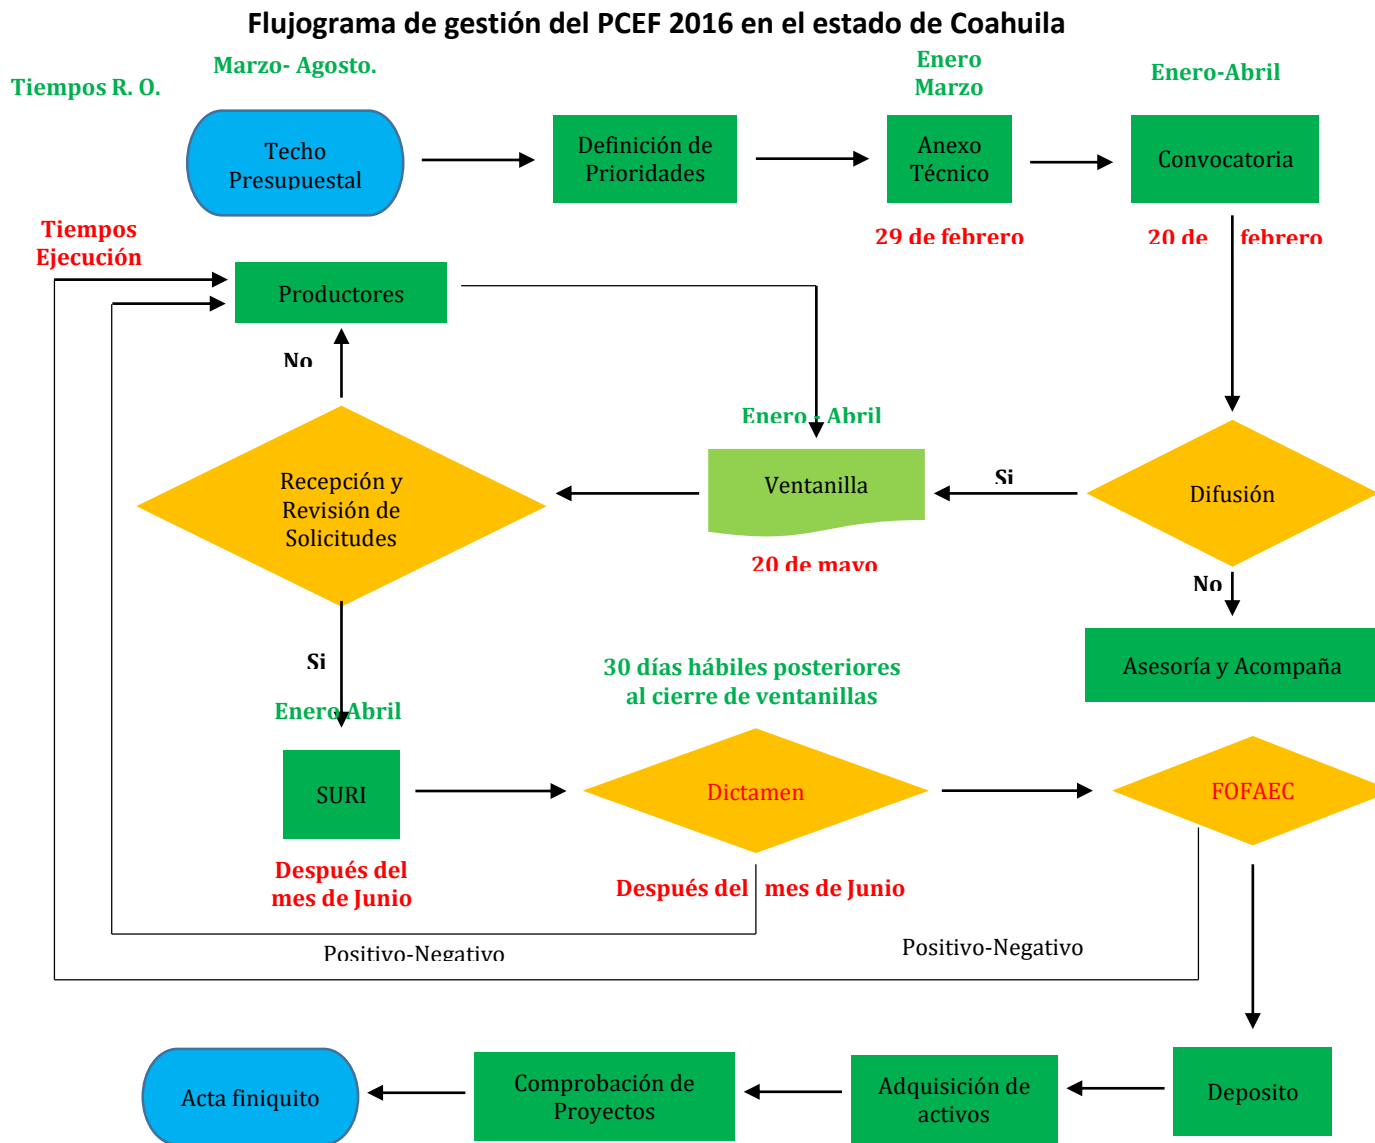 Flujograma de gestión del PCEF 2016 en el estado de Coahuila
Tiempos R. O.
Marzo- Agosto.
Enero
Marzo
Enero-Abril
Techo
Presupuestal
Definición de
Prioridades
Anexo
Técnico
Convocatoria
Tiempos
Ejecución
29 de febrero
20 de febrero
Productores
No
Enero - Abril
Recepción y
Revisión de
Solicitudes
Ventanilla
Si
Difusión
20 de mayo
No
Si
30 días hábiles posteriores
al cierre de ventanillas
Asesoría y Acompaña
Enero Abril
SURI
Dictamen
FOFAEC
Después del
mes de Junio
Después del mes de Junio
Positivo-Negativo
Positivo-Negativo
Acta finiquito
Comprobación de
Proyectos
Adquisición de
activos
Deposito